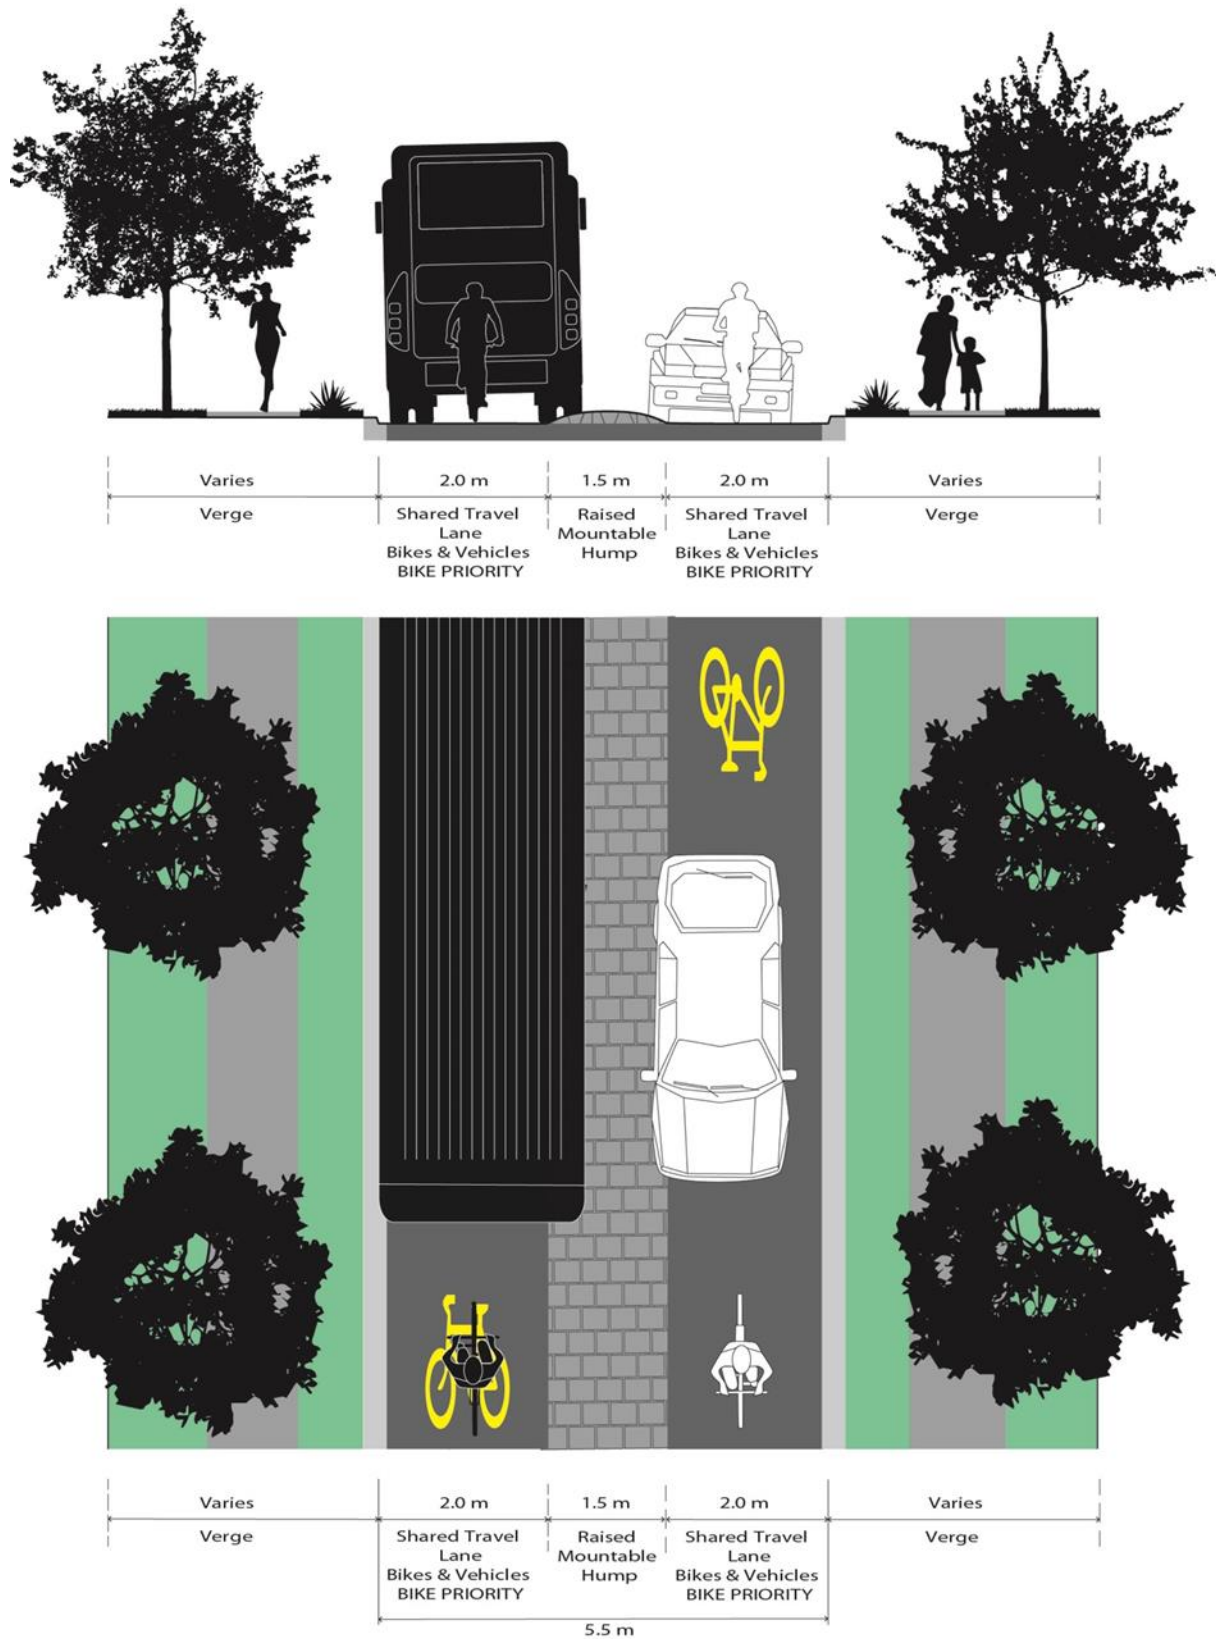 Varies 2.0 m 1.5 m 2.0 m Varies
Verge Shared Travel Raised Shared Travel Verge
Lane Mountable Lane
Bikes & Vehicles Hump Bikes & Vehicles
BIKE PRIORITY BIKE PRIORITY
Varies 2.0 m 1.5 m 2.0 m Varies
Verge Shared Travel Raised Shared Travel Verge
Lane Mountable Lane
Bikes & Vehicles Hump Bikes & Vehicles
BIKE PRIORITY BIKE PRIORITY
5.5 m